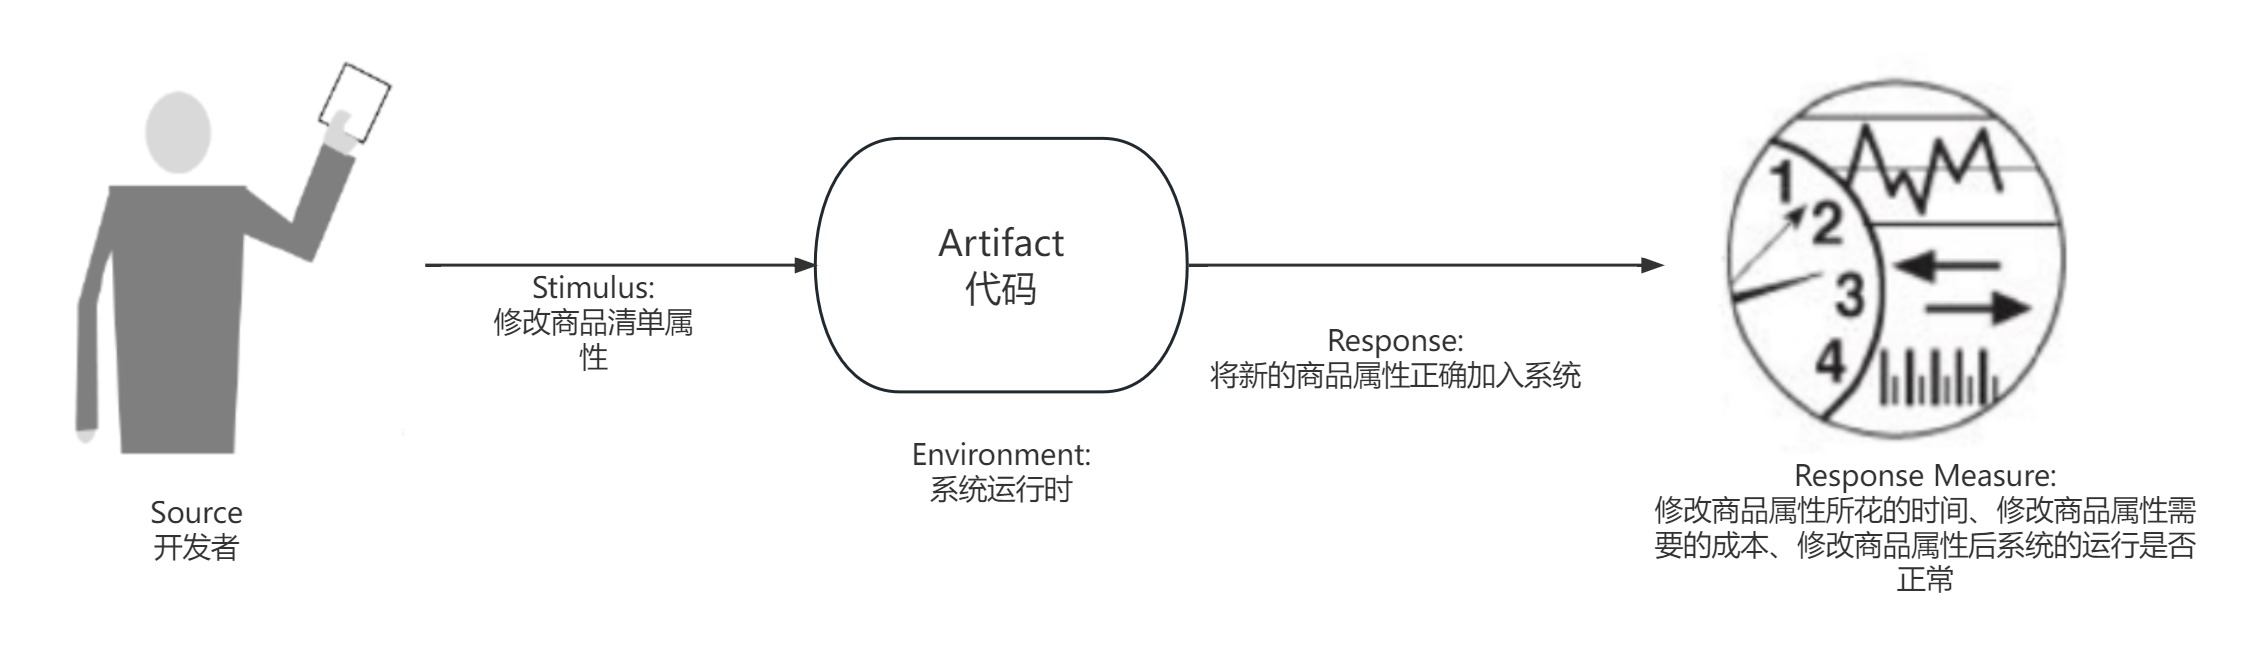 Source
开发者
Stimulus:
修改商品清单属
性
Artifact
代码
Environment:
系统运行时
Response:
将新的商品属性正确加入系统
1
2
3
4
Response Measure:
修改商品属性所花的时间、修改商品属性需
要的成本、修改商品属性后系统的运行是否
正常